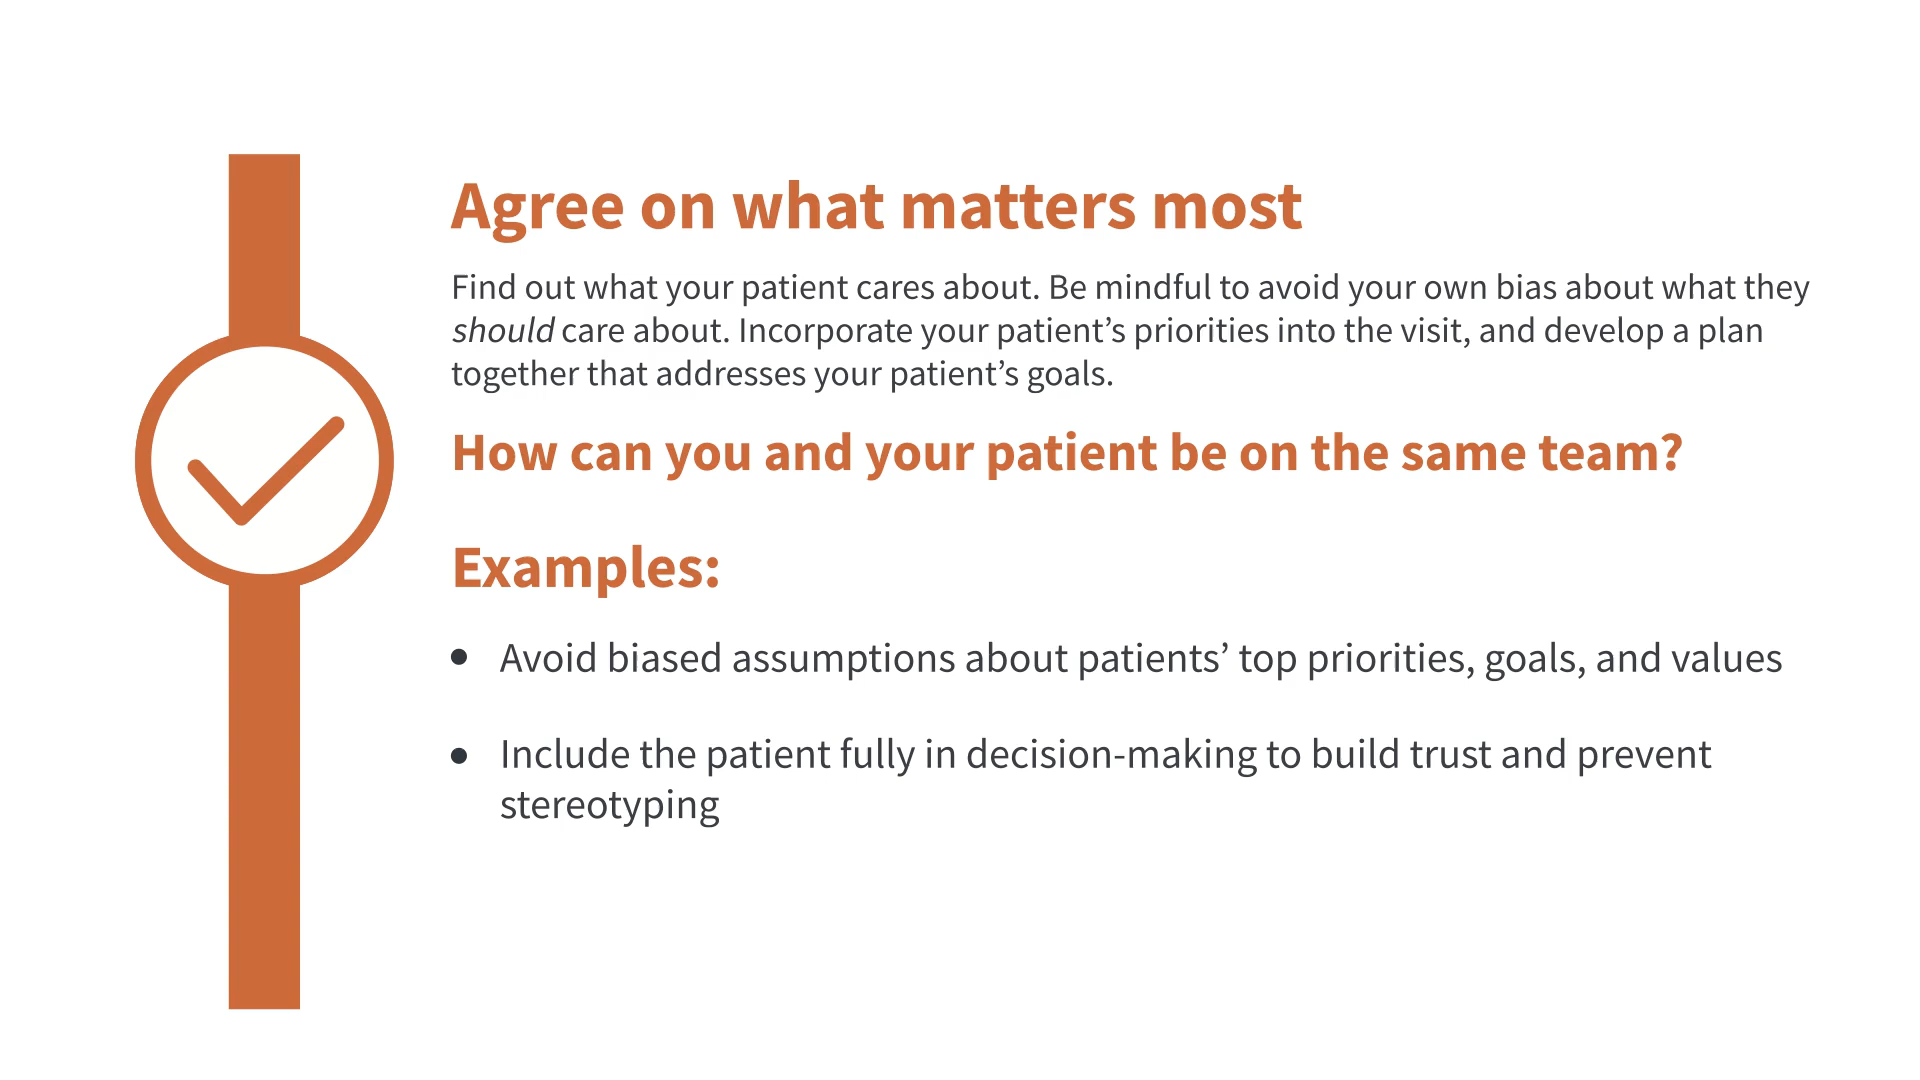 Agree on what matters most
Find out what your patient cares about. Be mindful to avoid your own bias about what they
should care about. Incorporate your patient’s priorities into the visit, and develop a plan
together that addresses your patient’s goals.
How can you and your patient be on the same team?
Examples:
• Avoid biased assumptions about patients’ top priorities, goals, and values
• Include the patient fully in decision-making to build trust and prevent
stereotyping